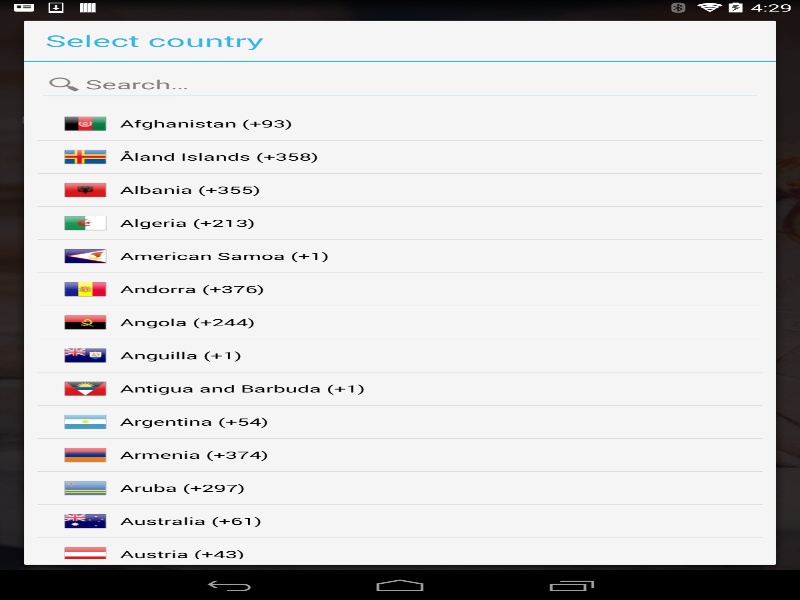 4:29
Select country
Search...
Afghanistan (+93)
Åland Islands (+358)
Albania (+355)
Algeria (+213)
American Samoa (+1)
Andorra (+376)
Angola (+244)
Anguilla (+1)
Antigua and Barbuda (+1)
Argentina (+54)
Armenia (+374)
Aruba (+297)
Australia (+61)
Austria (+43)